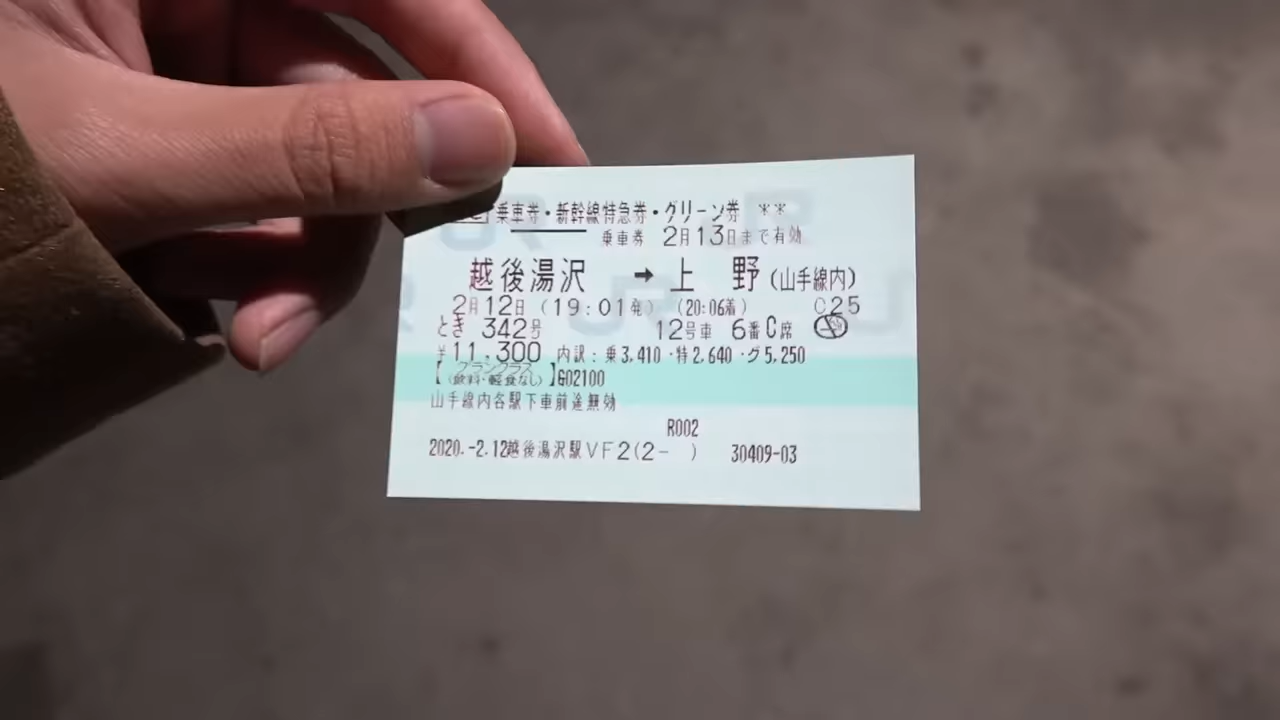 乗車券・新幹線特急券・グリーン券 **
乗車券 2月13日まで有効
越後湯沢 → 上 野 (山手線内)
2月12日 (19:01発) (20:06着) C25
とき 342号 12号車 6番C席
¥11,300 内訳:乗3,410・特2,640・グ5,250
【グランクラス(飲料・軽食なし)】G02100
山手線内各駅下車前途無効
R002
2020.-2.12越後湯沢駅VF2(2- ) 30409-03